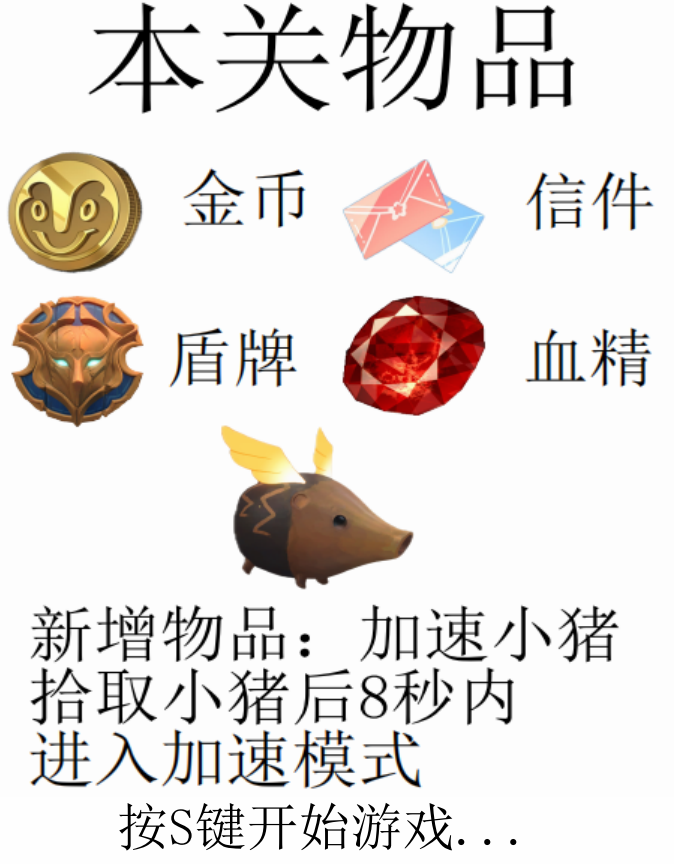 本关物品
金币
信件
盾牌
血精
新增物品：加速小猪
拾取小猪后8秒内
进入加速模式
按S键开始游戏...